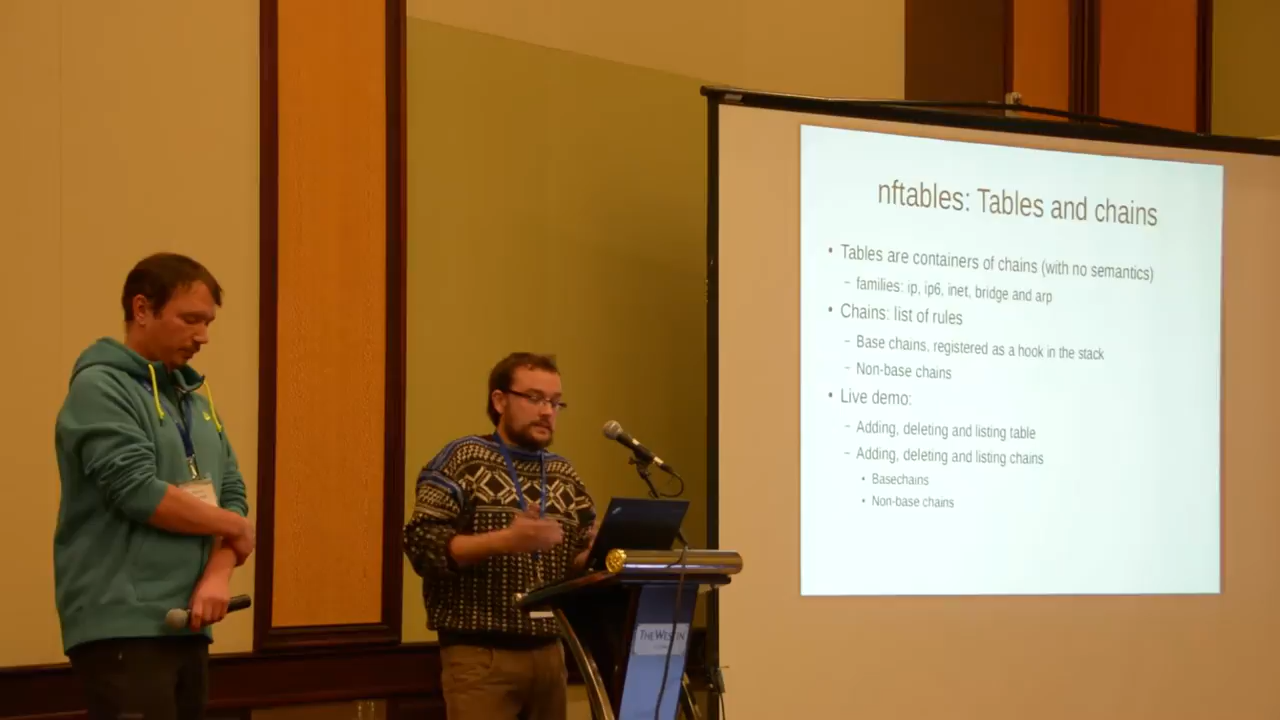 nftables: Tables and chains
• Tables are containers of chains (with no semantics)
– families: ip, ip6, inet, bridge and arp
• Chains: list of rules
– Base chains, registered as a hook in the stack
– Non-base chains
• Live demo:
– Adding, deleting and listing table
– Adding, deleting and listing chains
• Basechains
• Non-base chains
THE WESTIN